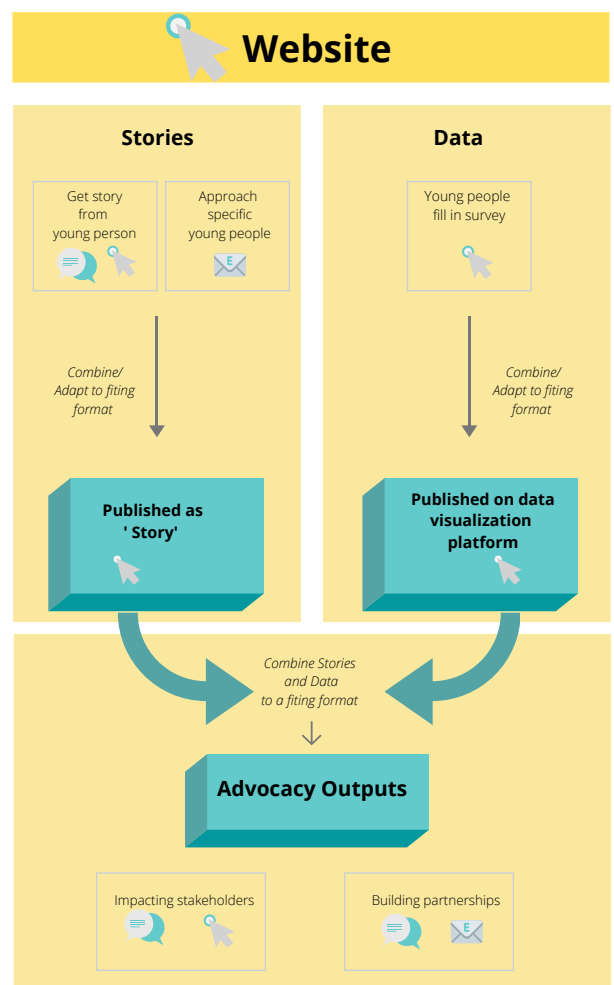 Website
Stories
Get story
from
young person
Approach
specific
young people
E
Combine/
Adapt to fiting
format
Published as
' Story'
Data
Young people
fill in survey
Combine/
Adapt to fiting
format
Published on data
visualization
platform
Combine Stories
and Data
to a fiting format
Advocacy Outputs
Impacting stakeholders
Building partnerships
E